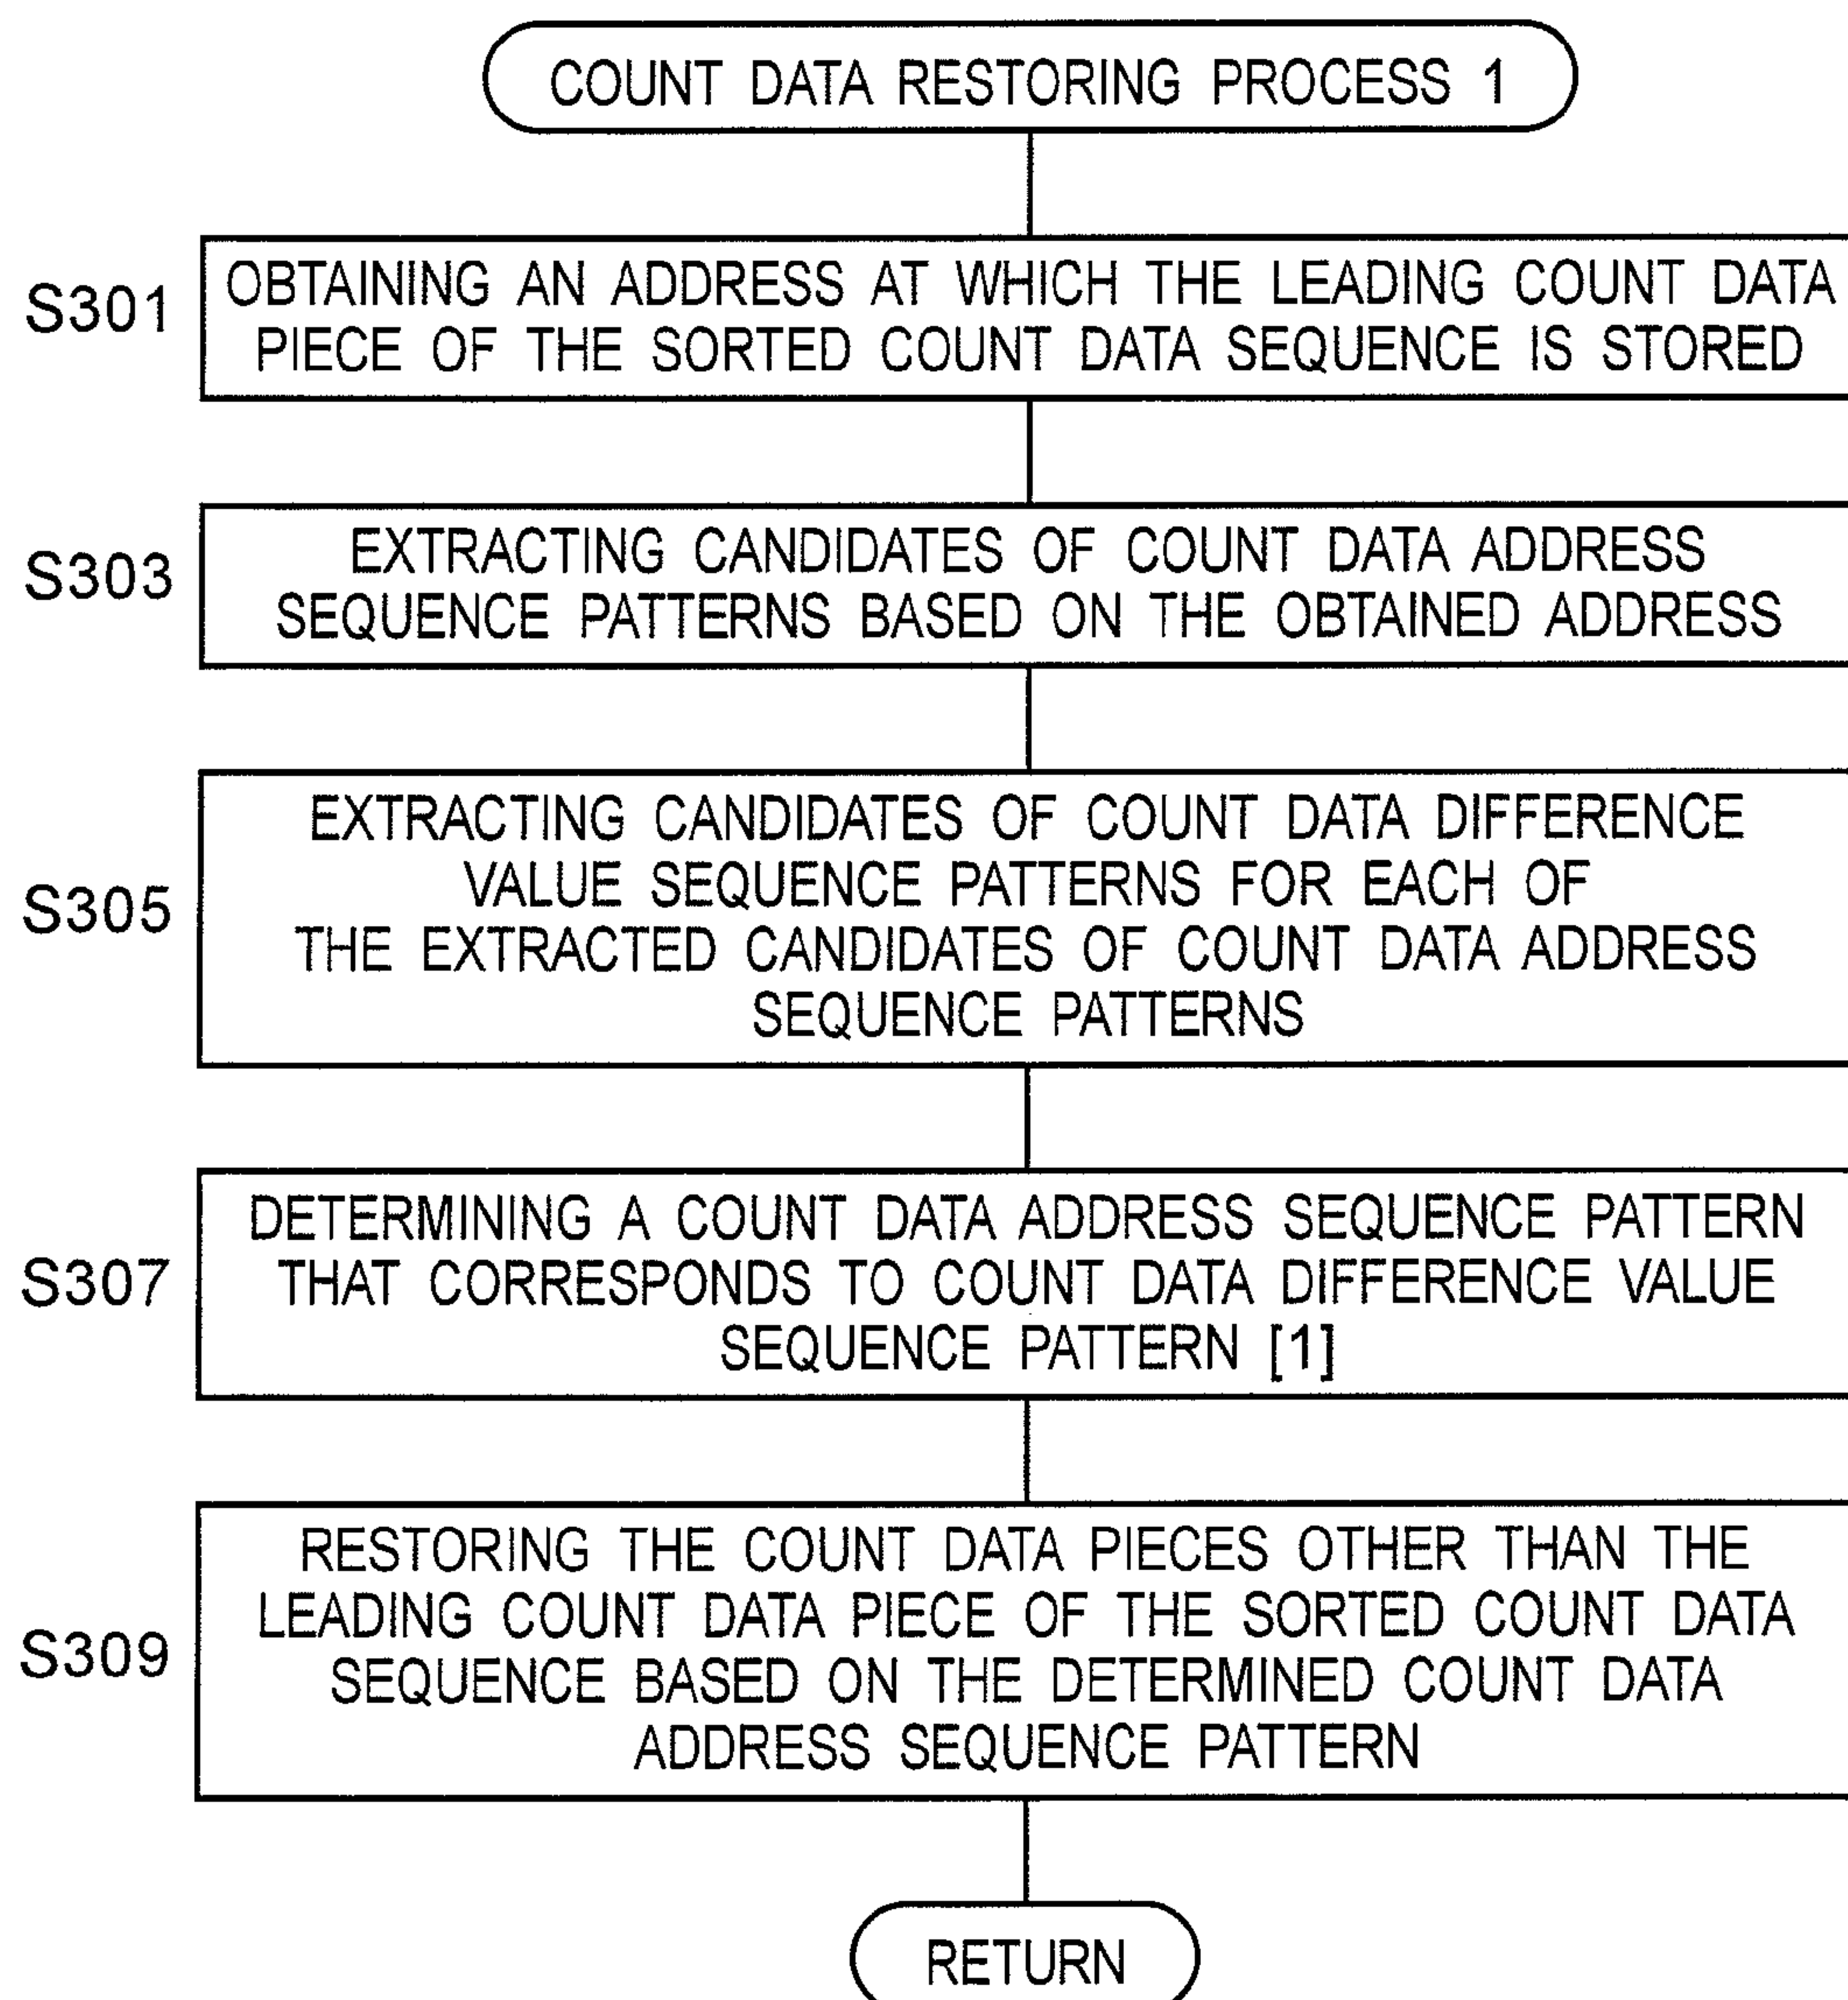 COUNT DATA RESTORING PROCESS 1
S301
OBTAINING AN ADDRESS AT WHICH THE LEADING COUNT DATA
PIECE OF THE SORTED COUNT DATA SEQUENCE IS STORED
S303
EXTRACTING CANDIDATES OF COUNT DATA ADDRESS
SEQUENCE PATTERNS BASED ON THE OBTAINED ADDRESS
S305
EXTRACTING CANDIDATES OF COUNT DATA DIFFERENCE
VALUE SEQUENCE PATTERNS FOR EACH OF
THE EXTRACTED CANDIDATES OF COUNT DATA ADDRESS
SEQUENCE PATTERNS
S307
DETERMINING A COUNT DATA ADDRESS SEQUENCE PATTERN
THAT CORRESPONDS TO COUNT DATA DIFFERENCE VALUE
SEQUENCE PATTERN [1]
S309
RESTORING THE COUNT DATA PIECES OTHER THAN THE
LEADING COUNT DATA PIECE OF THE SORTED COUNT DATA
SEQUENCE BASED ON THE DETERMINED COUNT DATA
ADDRESS SEQUENCE PATTERN
RETURN